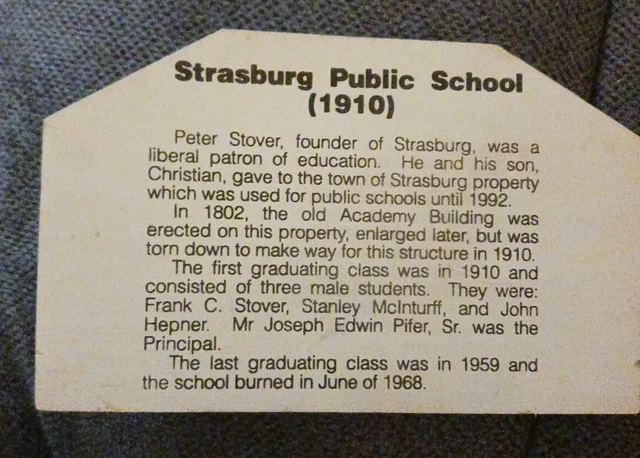 Strasburg Public School
(1910)
Peter Stover, founder of Strasburg, was a
liberal patron of education. He and his son,
Christian, gave to the town of Strasburg property
which was used for public schools until 1992.
In 1802, the old Academy Building was
erected on this property, enlarged later, but was
torn down to make way for this structure in 1910.
The first graduating class was in 1910 and
consisted of three male students. They were:
Frank C. Stover, Stanley McInturff, and John
Hepner. Mr Joseph Edwin Pifer, Sr. was the
Principal.
The last graduating class was in 1959 and
the school burned in June of 1968.